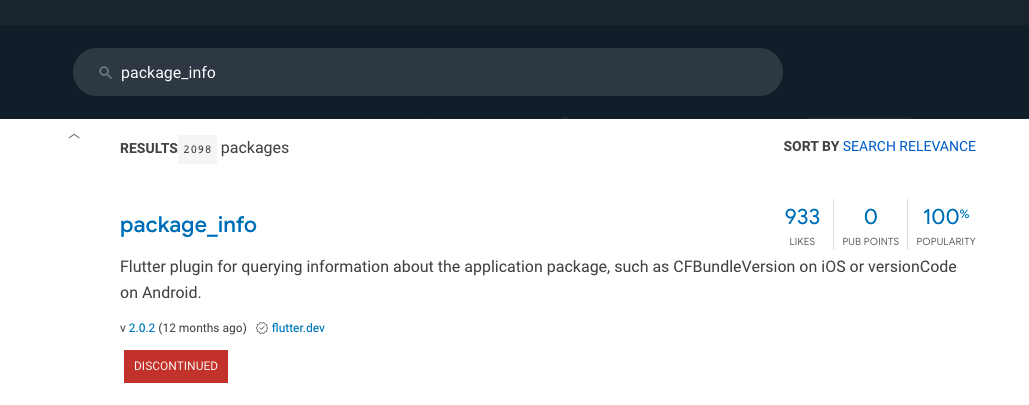 package_info
RESULTS 2098 packages
SORT BY SEARCH RELEVANCE
package_info
933
LIKES
0
PUB POINTS
100%
POPULARITY
Flutter plugin for querying information about the application package, such as CFBundleVersion on iOS or versionCode
on Android.
v 2.0.2 (12 months ago) flutter.dev
DISCONTINUED